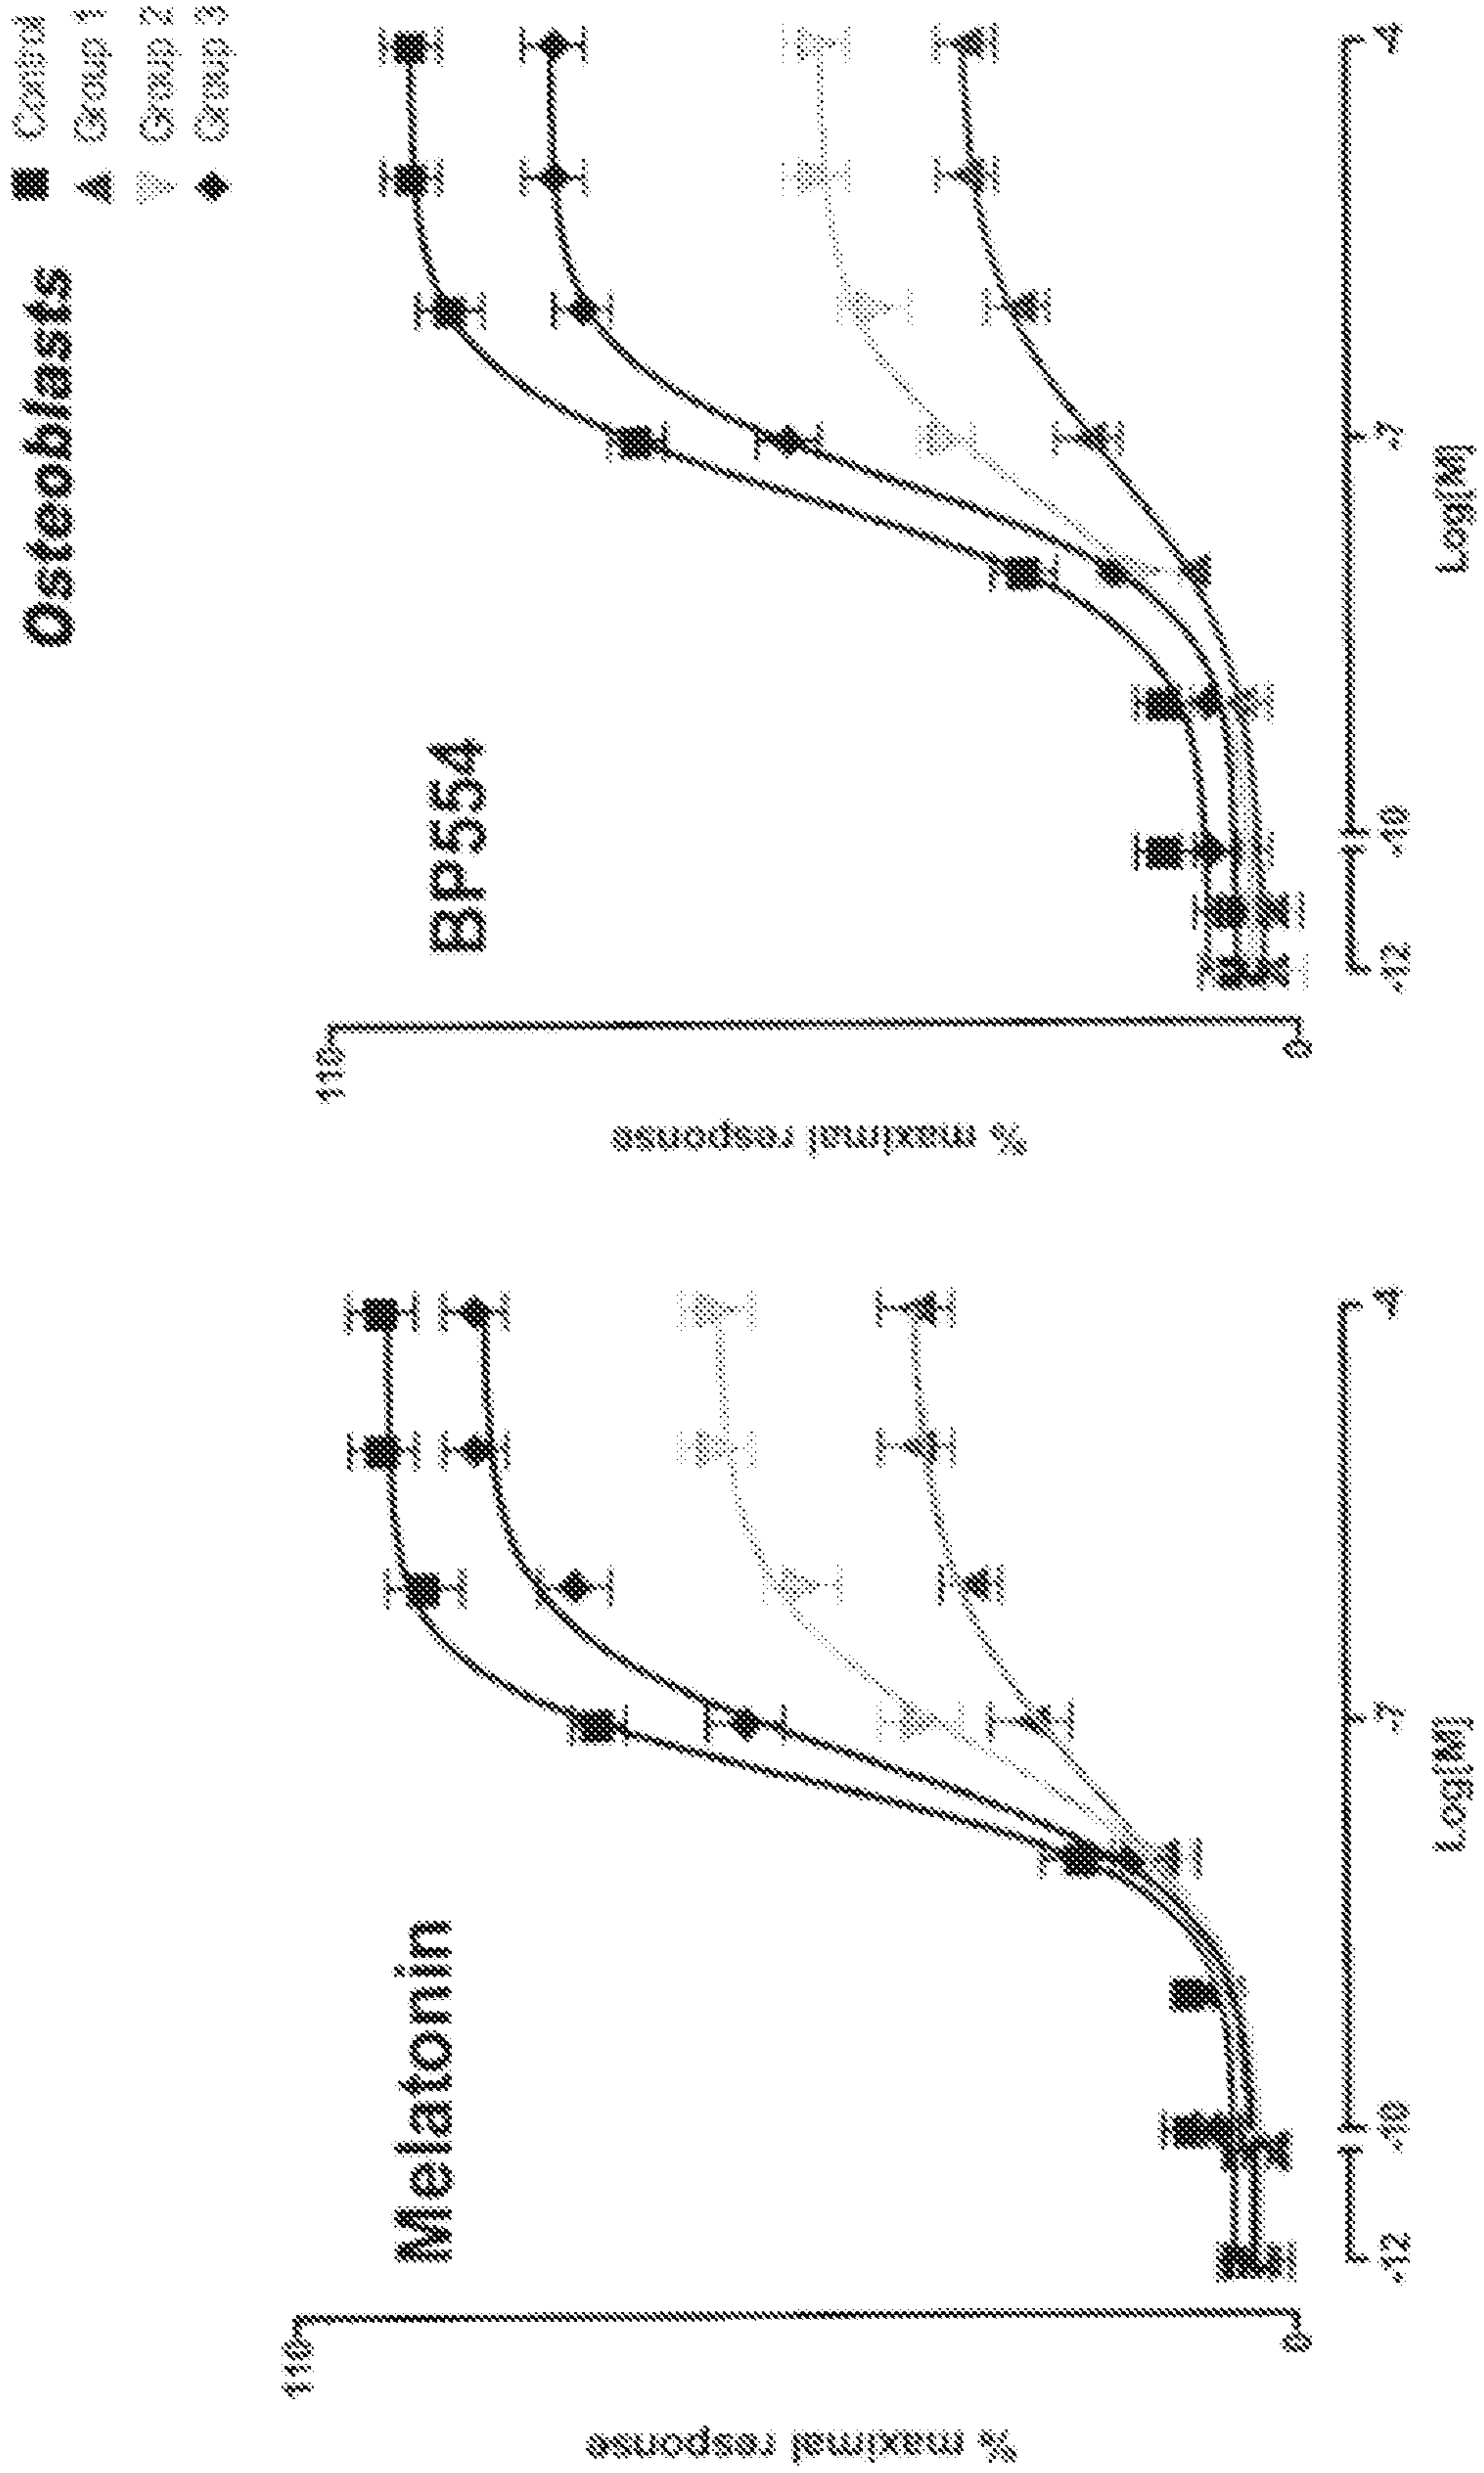 Osteoblasts
Control
Group 1
Group 2
Group 3
Melatonin
% maximal response
110
0
-12
-10
-7
-4
Log[M]
BP554
% maximal response
110
0
-12
-10
-7
-4
Log[M]